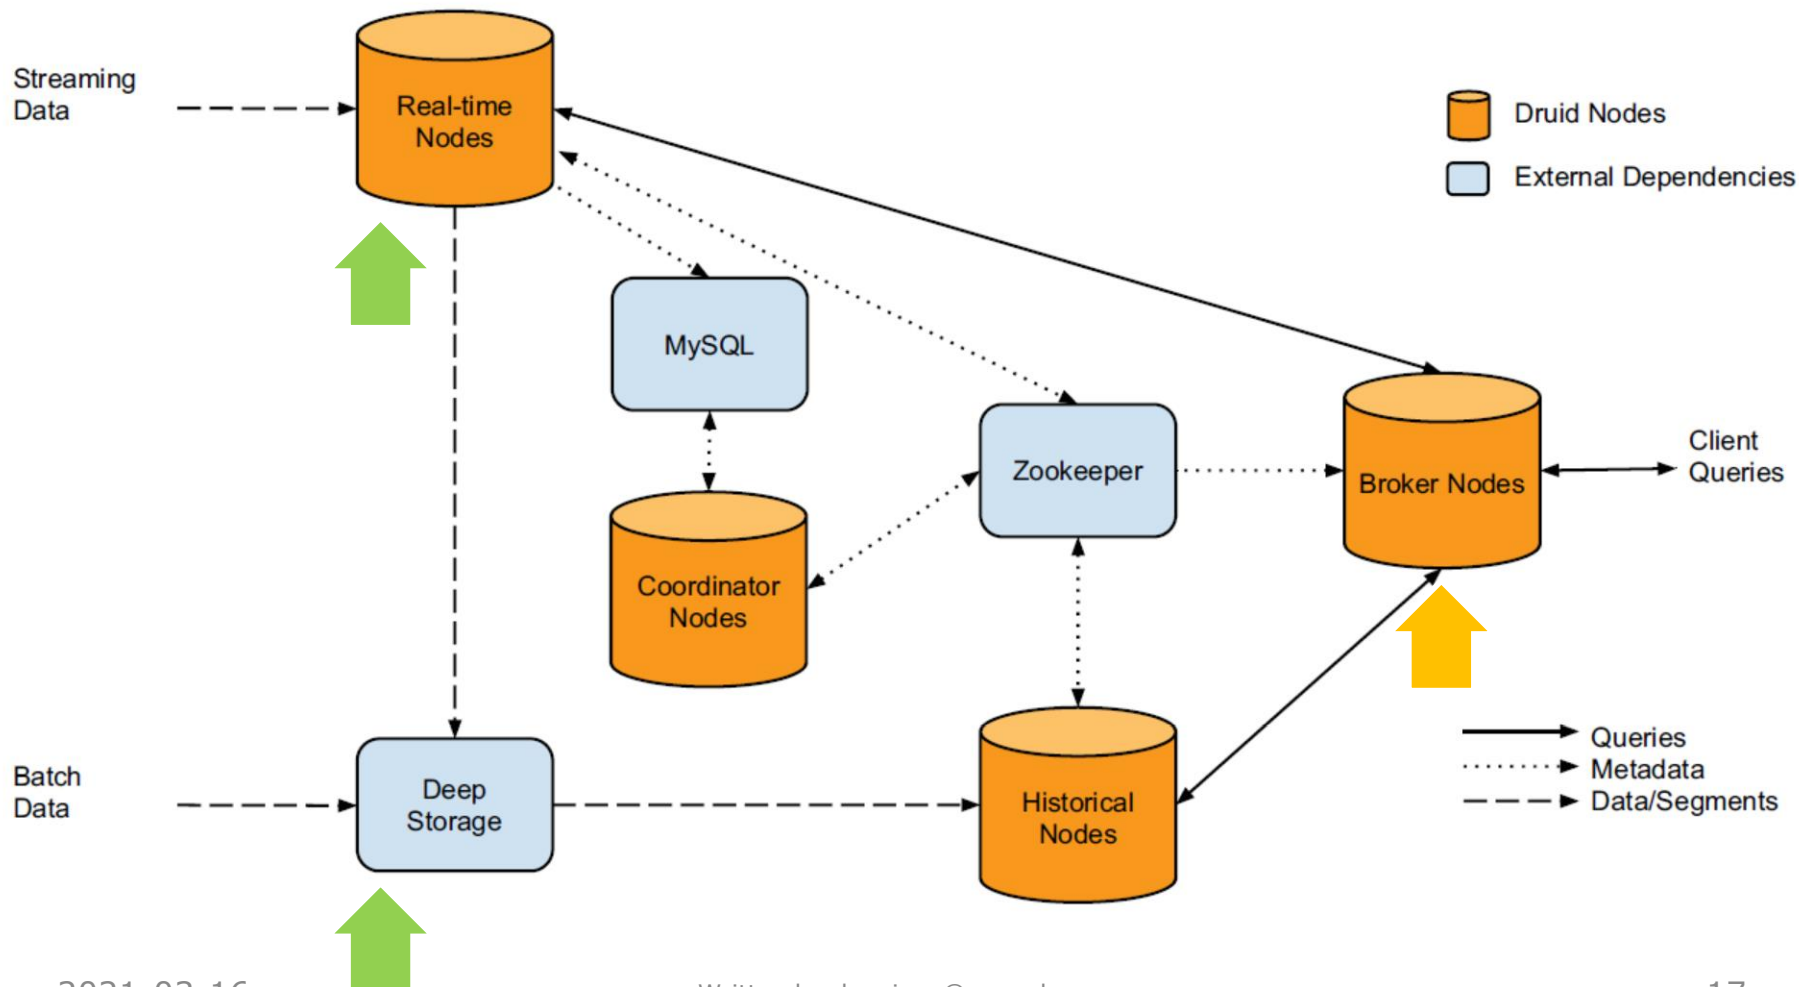 Streaming
Data
Real-time
Nodes
Druid Nodes
External Dependencies
MySQL
Zookeeper
Broker Nodes
Client
Queries
Coordinator
Nodes
Queries
Metadata
Data/Segments
Batch
Data
Deep
Storage
Historical
Nodes
17